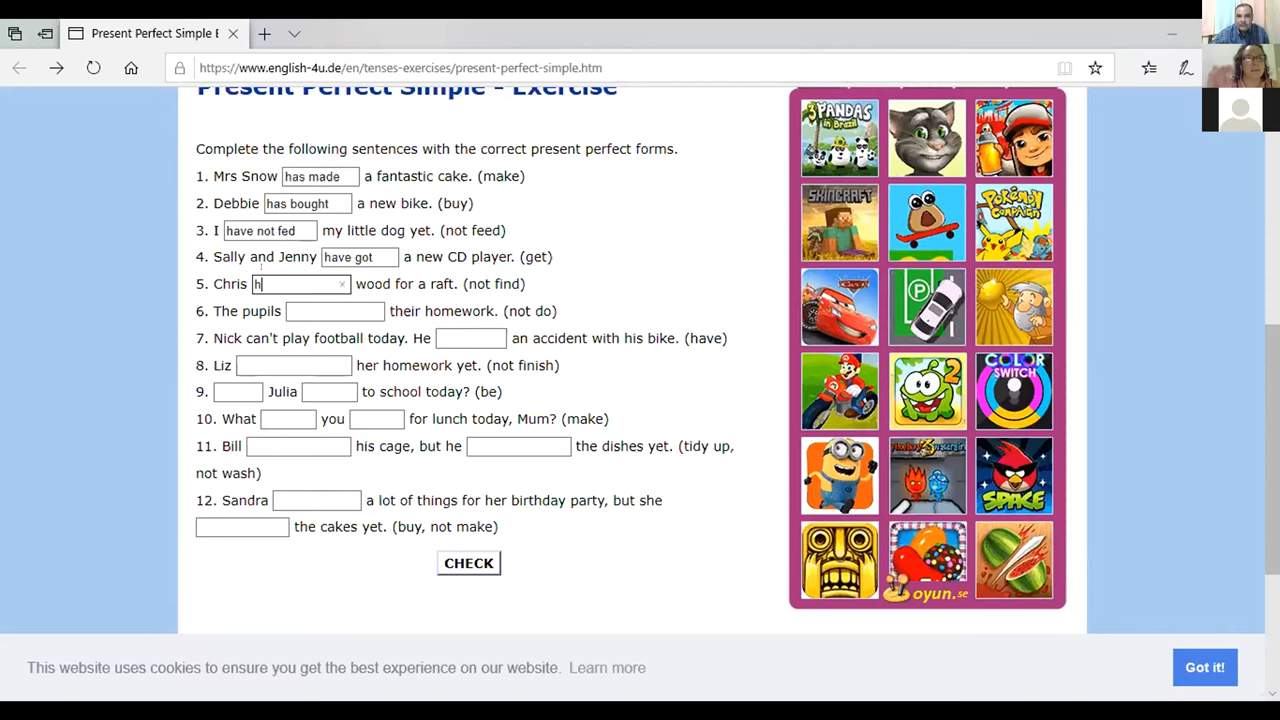 Present Perfect Simple E
https://www.english-4u.de/en/tenses-exercises/present-perfect-simple.htm
Present Perfect Simple - Exercise
Complete the following sentences with the correct present perfect forms.
1. Mrs Snow has made a fantastic cake. (make)
2. Debbie has bought a new bike. (buy)
3. I have not fed my little dog yet. (not feed)
4. Sally and Jenny have got a new CD player. (get)
5. Chris h wood for a raft. (not find)
6. The pupils their homework. (not do)
7. Nick can't play football today. He an accident with his bike. (have)
8. Liz her homework yet. (not finish)
9. Julia to school today? (be)
10. What you for lunch today, Mum? (make)
11. Bill his cage, but he the dishes yet. (tidy up,
not wash)
12. Sandra a lot of things for her birthday party, but she
the cakes yet. (buy, not make)
CHECK
3 PANDAS
in Brazil
SKINCRAFT
POKÉMON
CAMPAIGN
Cars
P
2
COLOR
SWITCH
SPACE
oyun.se
This website uses cookies to ensure you get the best experience on our website. Learn more
Got it!